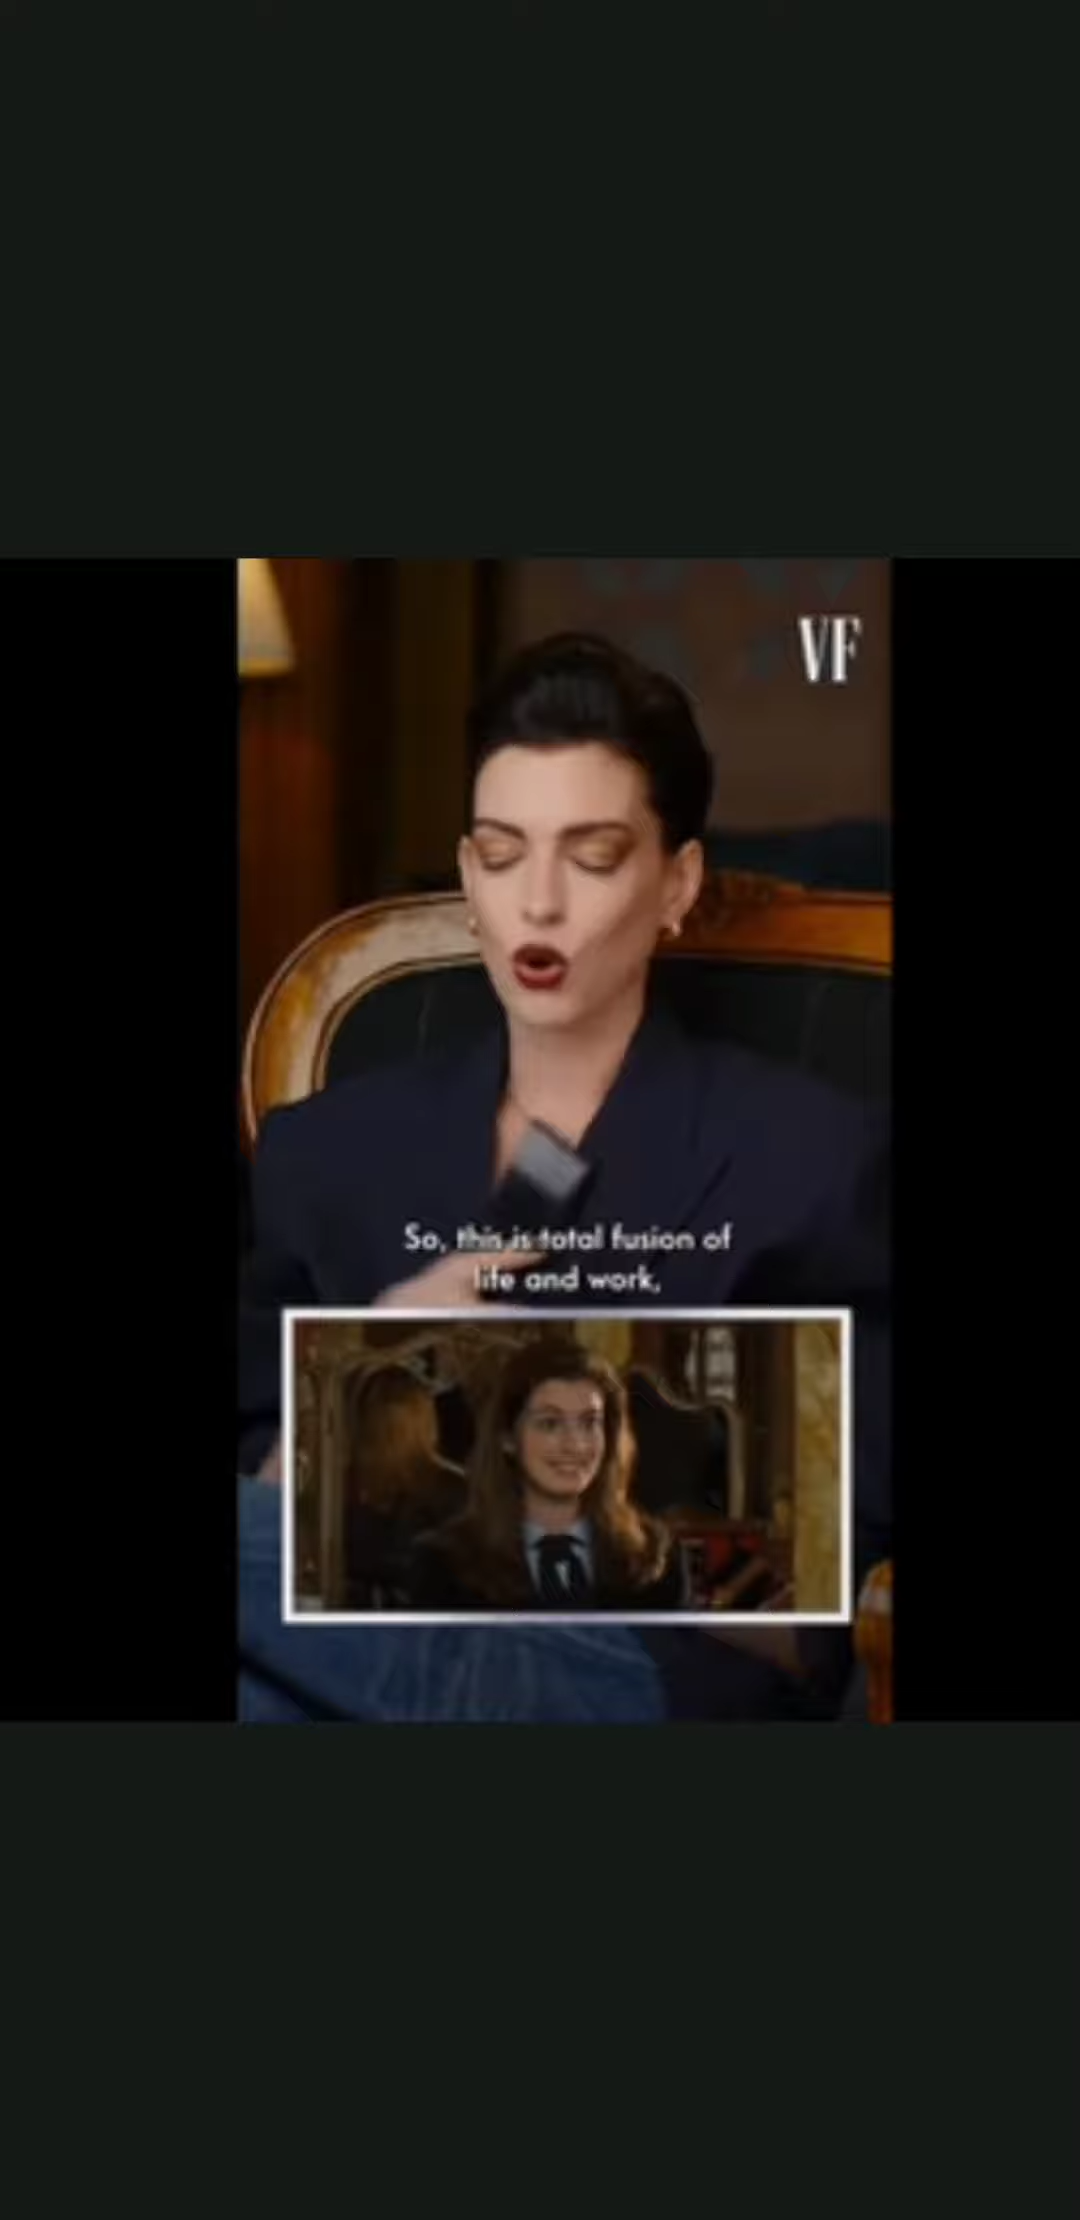 VF
So, this is total fusion of
life and work,